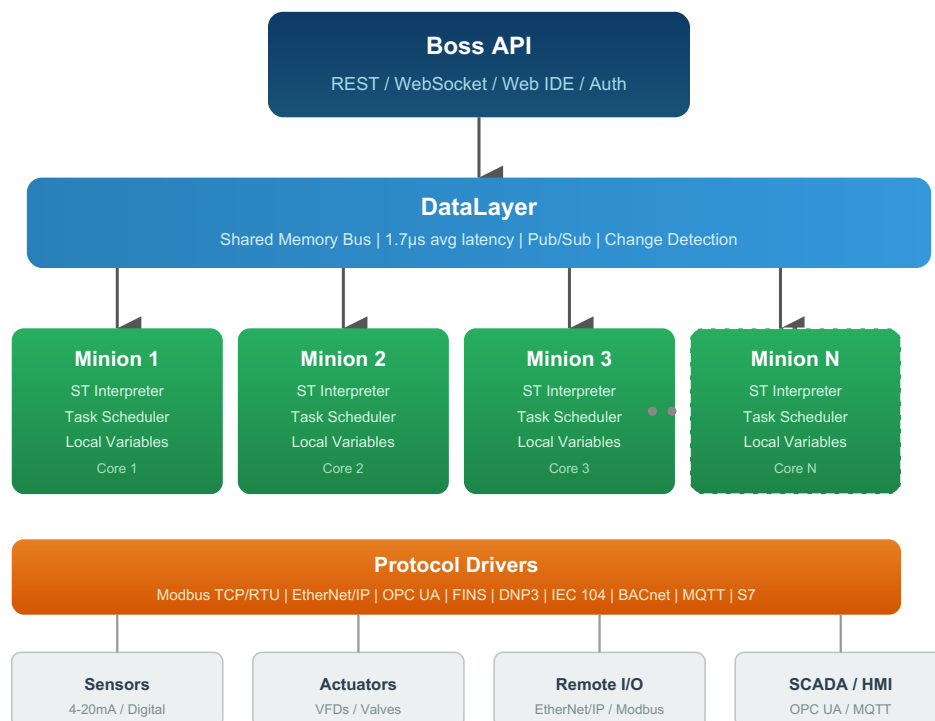 Boss API
REST / WebSocket / Web IDE / Auth
DataLayer
Shared Memory Bus | 1.7µs avg latency | Pub/Sub | Change Detection
Minion 1
ST Interpreter
Task Scheduler
Local Variables
Core 1
Minion 2
ST Interpreter
Task Scheduler
Local Variables
Core 2
Minion 3
ST Interpreter
Task Scheduler
Local Variables
Core 3
Minion N
ST Interpreter
Task Scheduler
Local Variables
Core N
Protocol Drivers
Modbus TCP/RTU | EtherNet/IP | OPC UA | FINS | DNP3 | IEC 104 | BACnet | MQTT | S7
Sensors
4-20mA / Digital
Actuators
VFDs / Valves
Remote I/O
EtherNet/IP / Modbus
SCADA / HMI
OPC UA / MQTT